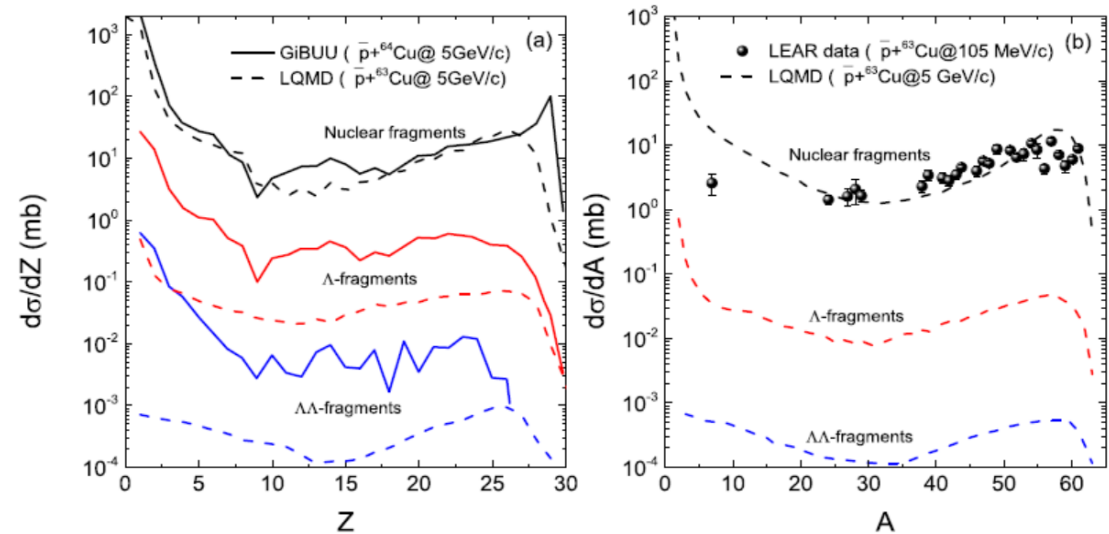 (a)
GiBUU ( p̄+⁶⁴Cu@ 5GeV/c)
LQMD ( p̄+⁶³Cu@ 5GeV/c)
Nuclear fragments
Λ-fragments
ΛΛ-fragments
10³
10²
10¹
10⁰
10⁻¹
10⁻²
10⁻³
10⁻⁴
dσ/dZ (mb)
0 5 10 15 20 25 30
Z
(b)
LEAR data ( p̄+⁶³Cu@105 MeV/c)
LQMD ( p̄+⁶³Cu@5 GeV/c)
Nuclear fragments
Λ-fragments
ΛΛ-fragments
10³
10²
10¹
10⁰
10⁻¹
10⁻²
10⁻³
10⁻⁴
dσ/dA (mb)
0 10 20 30 40 50 60
A